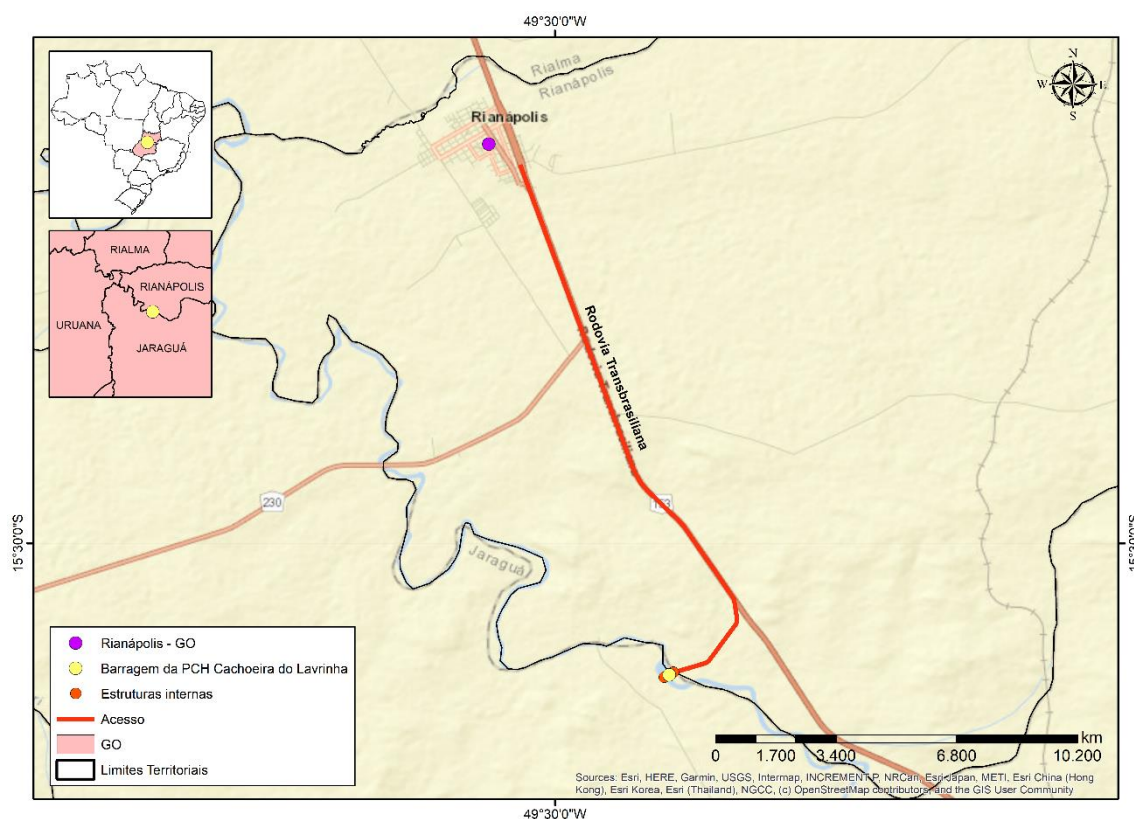 49°30'0"W
N
W
E
S
Rialma
Rianápolis
Rianápolis
RIALMA
RIANÁPOLIS
URUANA
JARAGUÁ
Rodovia Transbrasiliana
230
153
15°30'0"S
15°30'0"S
Jaraguá
Rianápolis - GO
Barragem da PCH Cachoeira do Lavrinha
Estruturas internas
Acesso
GO
Limites Territoriais
km
0 1.700 3.400 6.800 10.200
Sources: Esri, HERE, Garmin, USGS, Intermap, INCREMENT P, NRCan, Esri Japan, METI, Esri China (Hong
Kong), Esri Korea, Esri (Thailand), NGCC, (c) OpenStreetMap contributors, and the GIS User Community
49°30'0"W